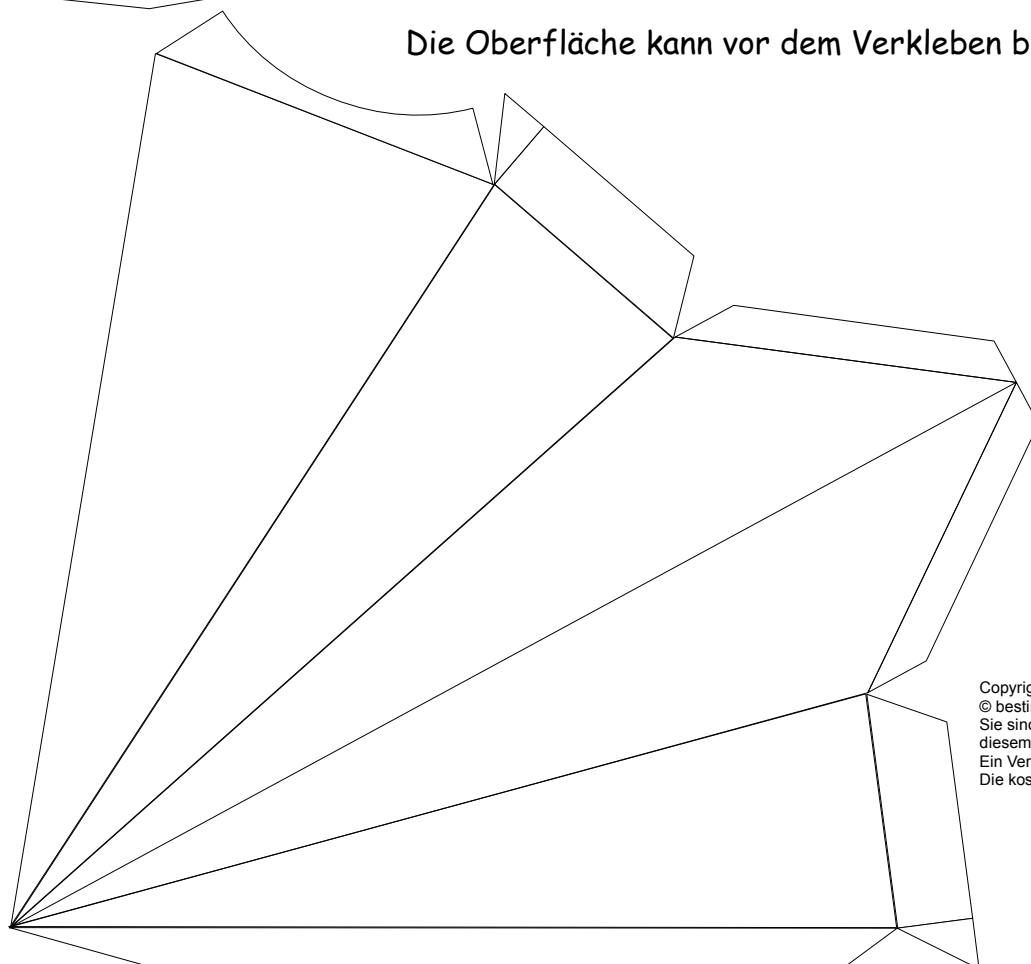 Die Oberfläche kann vor dem Verkleben b
Copyrig
© besti
Sie sind
diesem
Ein Ver
Die kos